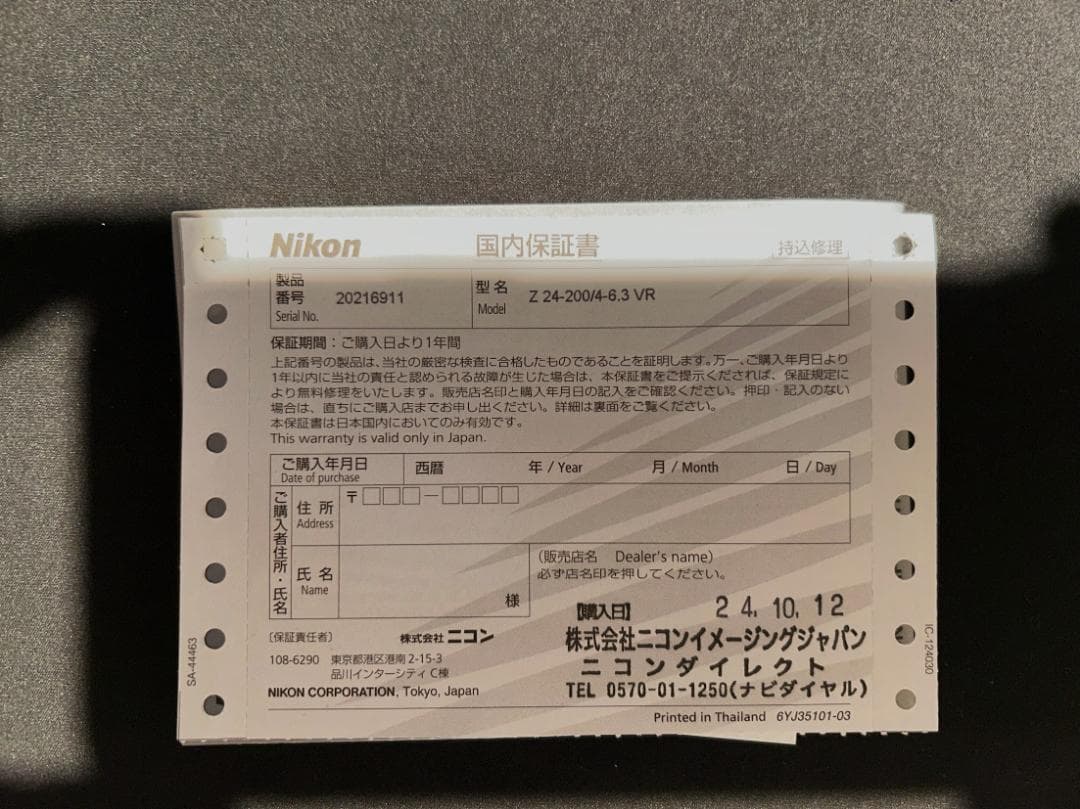 Nikon 国内保証書 持込修理
製品番号 Serial No. 20216911 型名 Model Z 24-200/4-6.3 VR
保証期間：ご購入日より1年間
上記番号の製品は、当社の厳密な検査に合格したものであることを証明します。万一、ご購入年月日より
1年以内に当社の責任と認められる故障が生じた場合は、本保証書をご提示くだされば、保証規定に
より無料修理をいたします。販売店名印と購入年月日の記入をご確認ください。押印・記入のない
場合は、直ちにご購入店までお申し出ください。詳細は裏面をご覧ください。
本保証書は日本国内においてのみ有効です。
This warranty is valid only in Japan.
ご購入年月日 西暦 年 / Year 月 / Month 日 / Day
Date of purchase
ご購入者住所・氏名
住所 〒□□□－□□□□
Address
氏名
Name
様
(販売店名 Dealer's name)
必ず店名印を押してください。
【購入日】 24.10.12
株式会社ニコンイメージングジャパン
ニコンダイレクト
TEL 0570-01-1250(ナビダイヤル)
〔保証責任者〕 株式会社 ニコン
108-6290 東京都港区港南 2-15-3
品川インターシティ C棟
NIKON CORPORATION, Tokyo, Japan
Printed in Thailand 6YJ35101-03
SA-44463
IC-124030